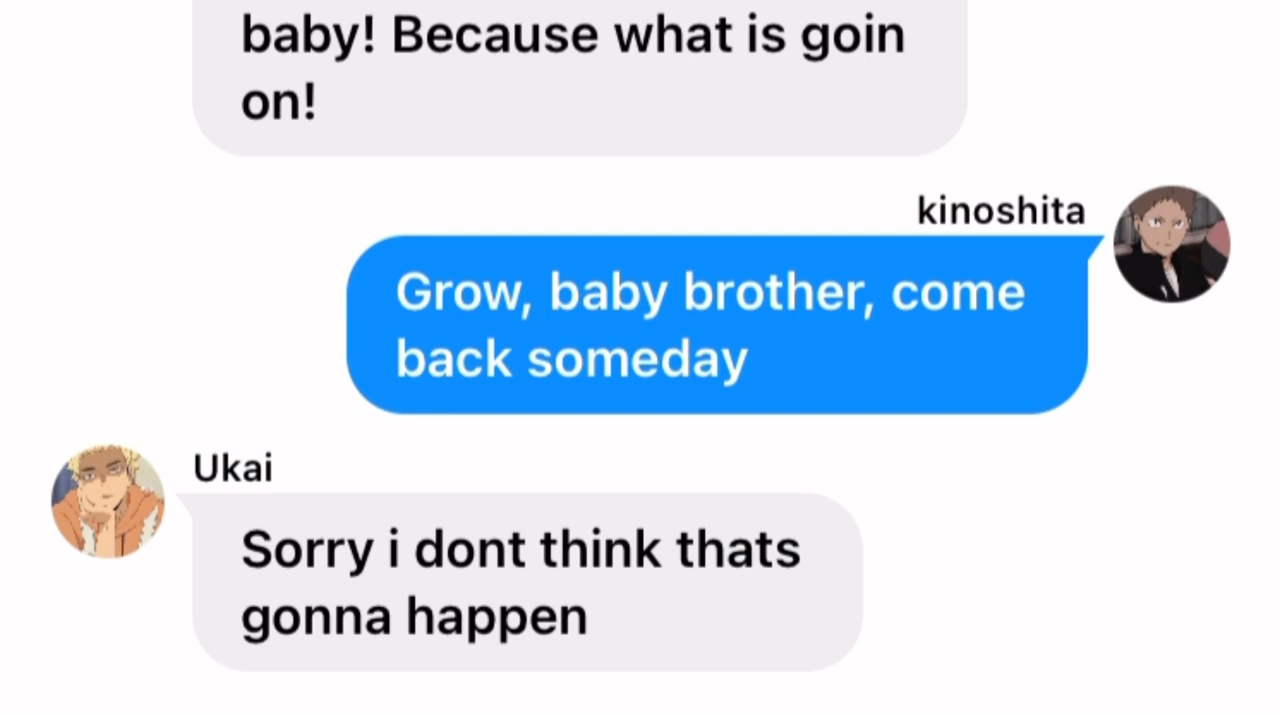 baby! Because what is goin
on!
kinoshita
Grow, baby brother, come
back someday
Ukai
Sorry i dont think thats
gonna happen